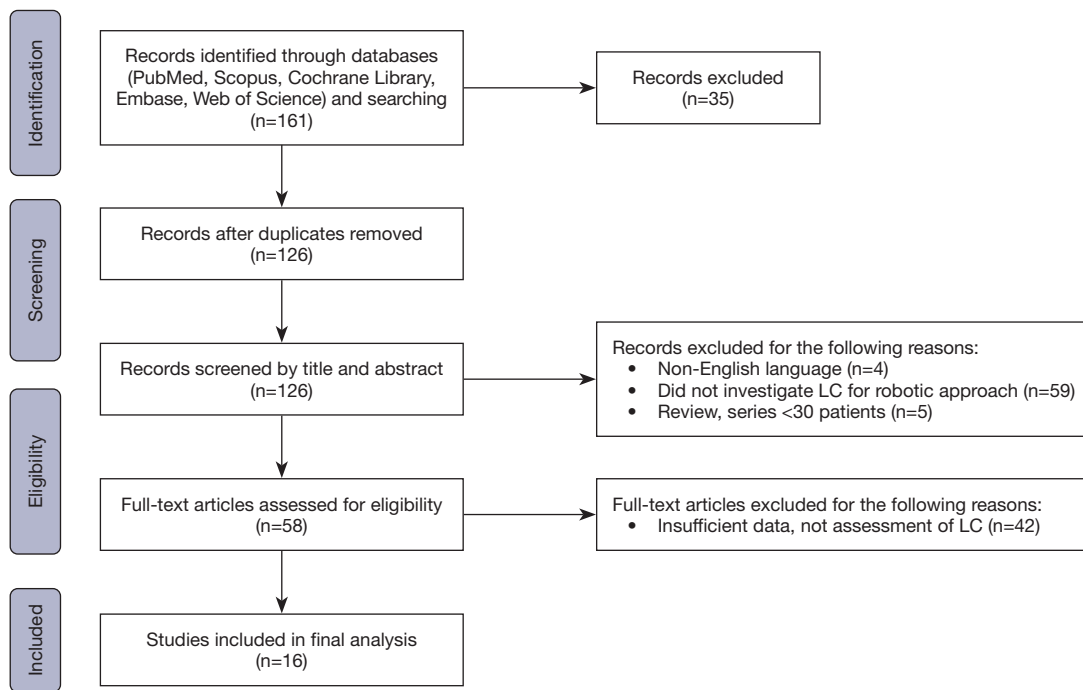 Identification
Records identified through databases
(PubMed, Scopus, Cochrane Library,
Embase, Web of Science) and searching
(n=161)
Records excluded
(n=35)
Screening
Records after duplicates removed
(n=126)
Records screened by title and abstract
(n=126)
Records excluded for the following reasons:
• Non-English language (n=4)
• Did not investigate LC for robotic approach (n=59)
• Review, series <30 patients (n=5)
Eligibility
Full-text articles assessed for eligibility
(n=58)
Full-text articles excluded for the following reasons:
• Insufficient data, not assessment of LC (n=42)
Included
Studies included in final analysis
(n=16)